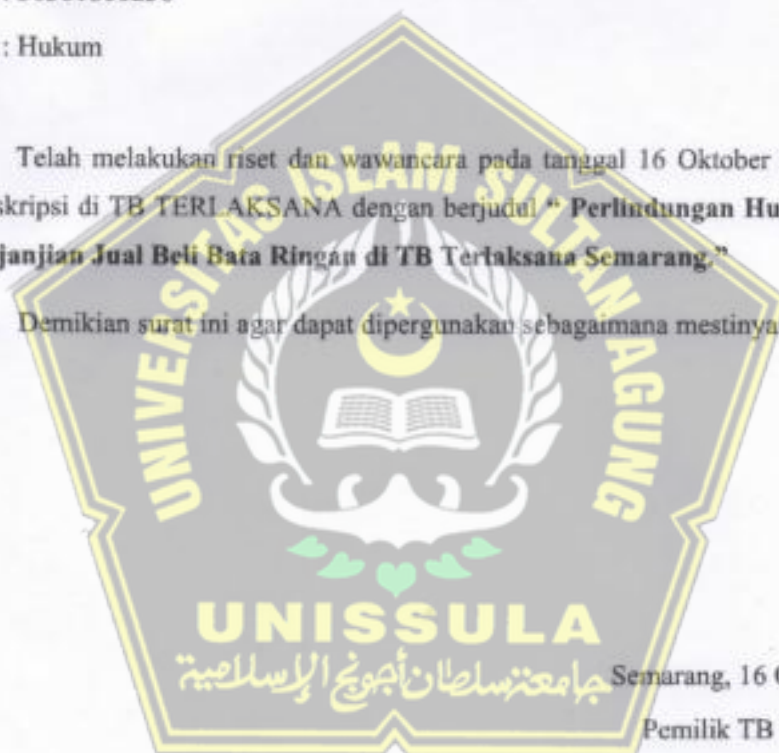 : Hukum
Telah melakukan riset dan wawancara pada tanggal 16 Oktober
skripsi di TB TERLAKSANA dengan berjudul “ Perlindungan Hu
janjian Jual Beli Bata Ringan di TB Terlaksana Semarang.”
Demikian surat ini agar dapat dipergunakan sebagaimana mestinya
UNIVERSITAS ISLAM SULTAN AGUNG
UNISSULA
جامعتنسلطان أجونج الإسلامية
Semarang, 16 O
Pemilik TB